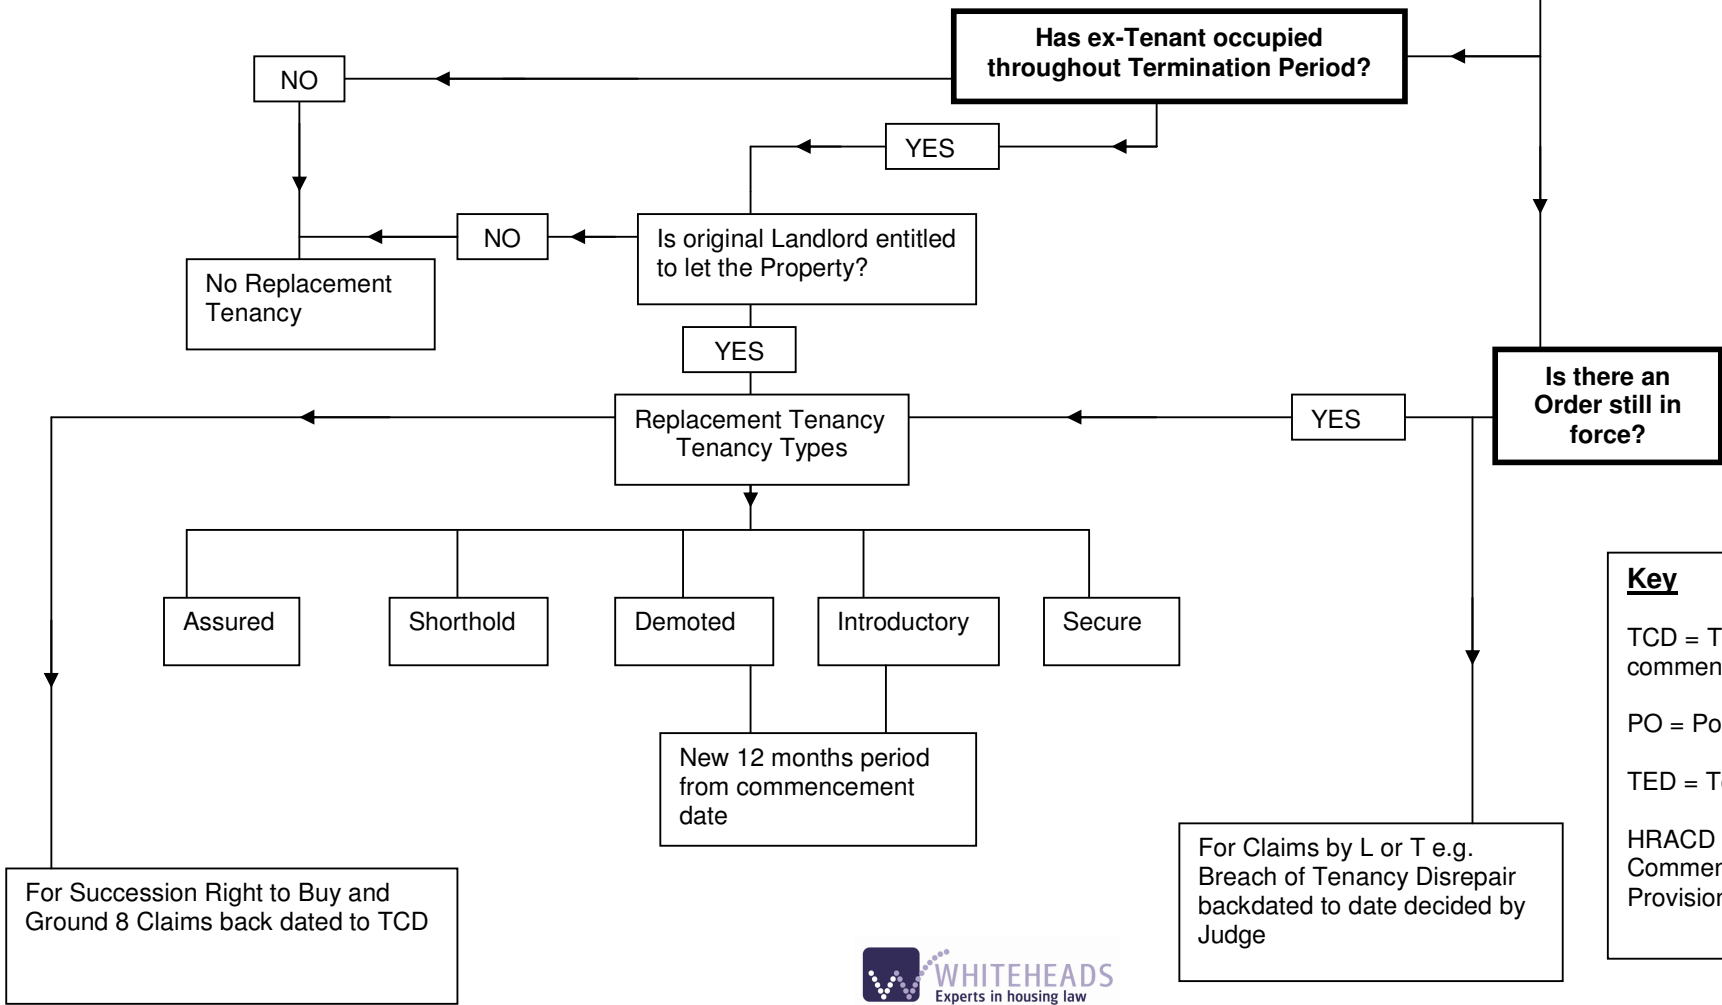 Has ex-Tenant occupied
throughout Termination Period?
NO
YES
NO
Is original Landlord entitled
to let the Property?
No Replacement
Tenancy
YES
Is there an
Order still in
force?
Replacement Tenancy
Tenancy Types
YES
Assured
Shorthold
Demoted
Introductory
Secure
Key
TCD =
PO =
TED =
HRACD
New 12 months period
from commencement
date
For Claims by L or T e.g.
Breach of Tenancy Disrepair
backdated to date decided by
Judge
For Succession Right to Buy and
Ground 8 Claims back dated to TCD
WHITEHEADS
Experts in housing law